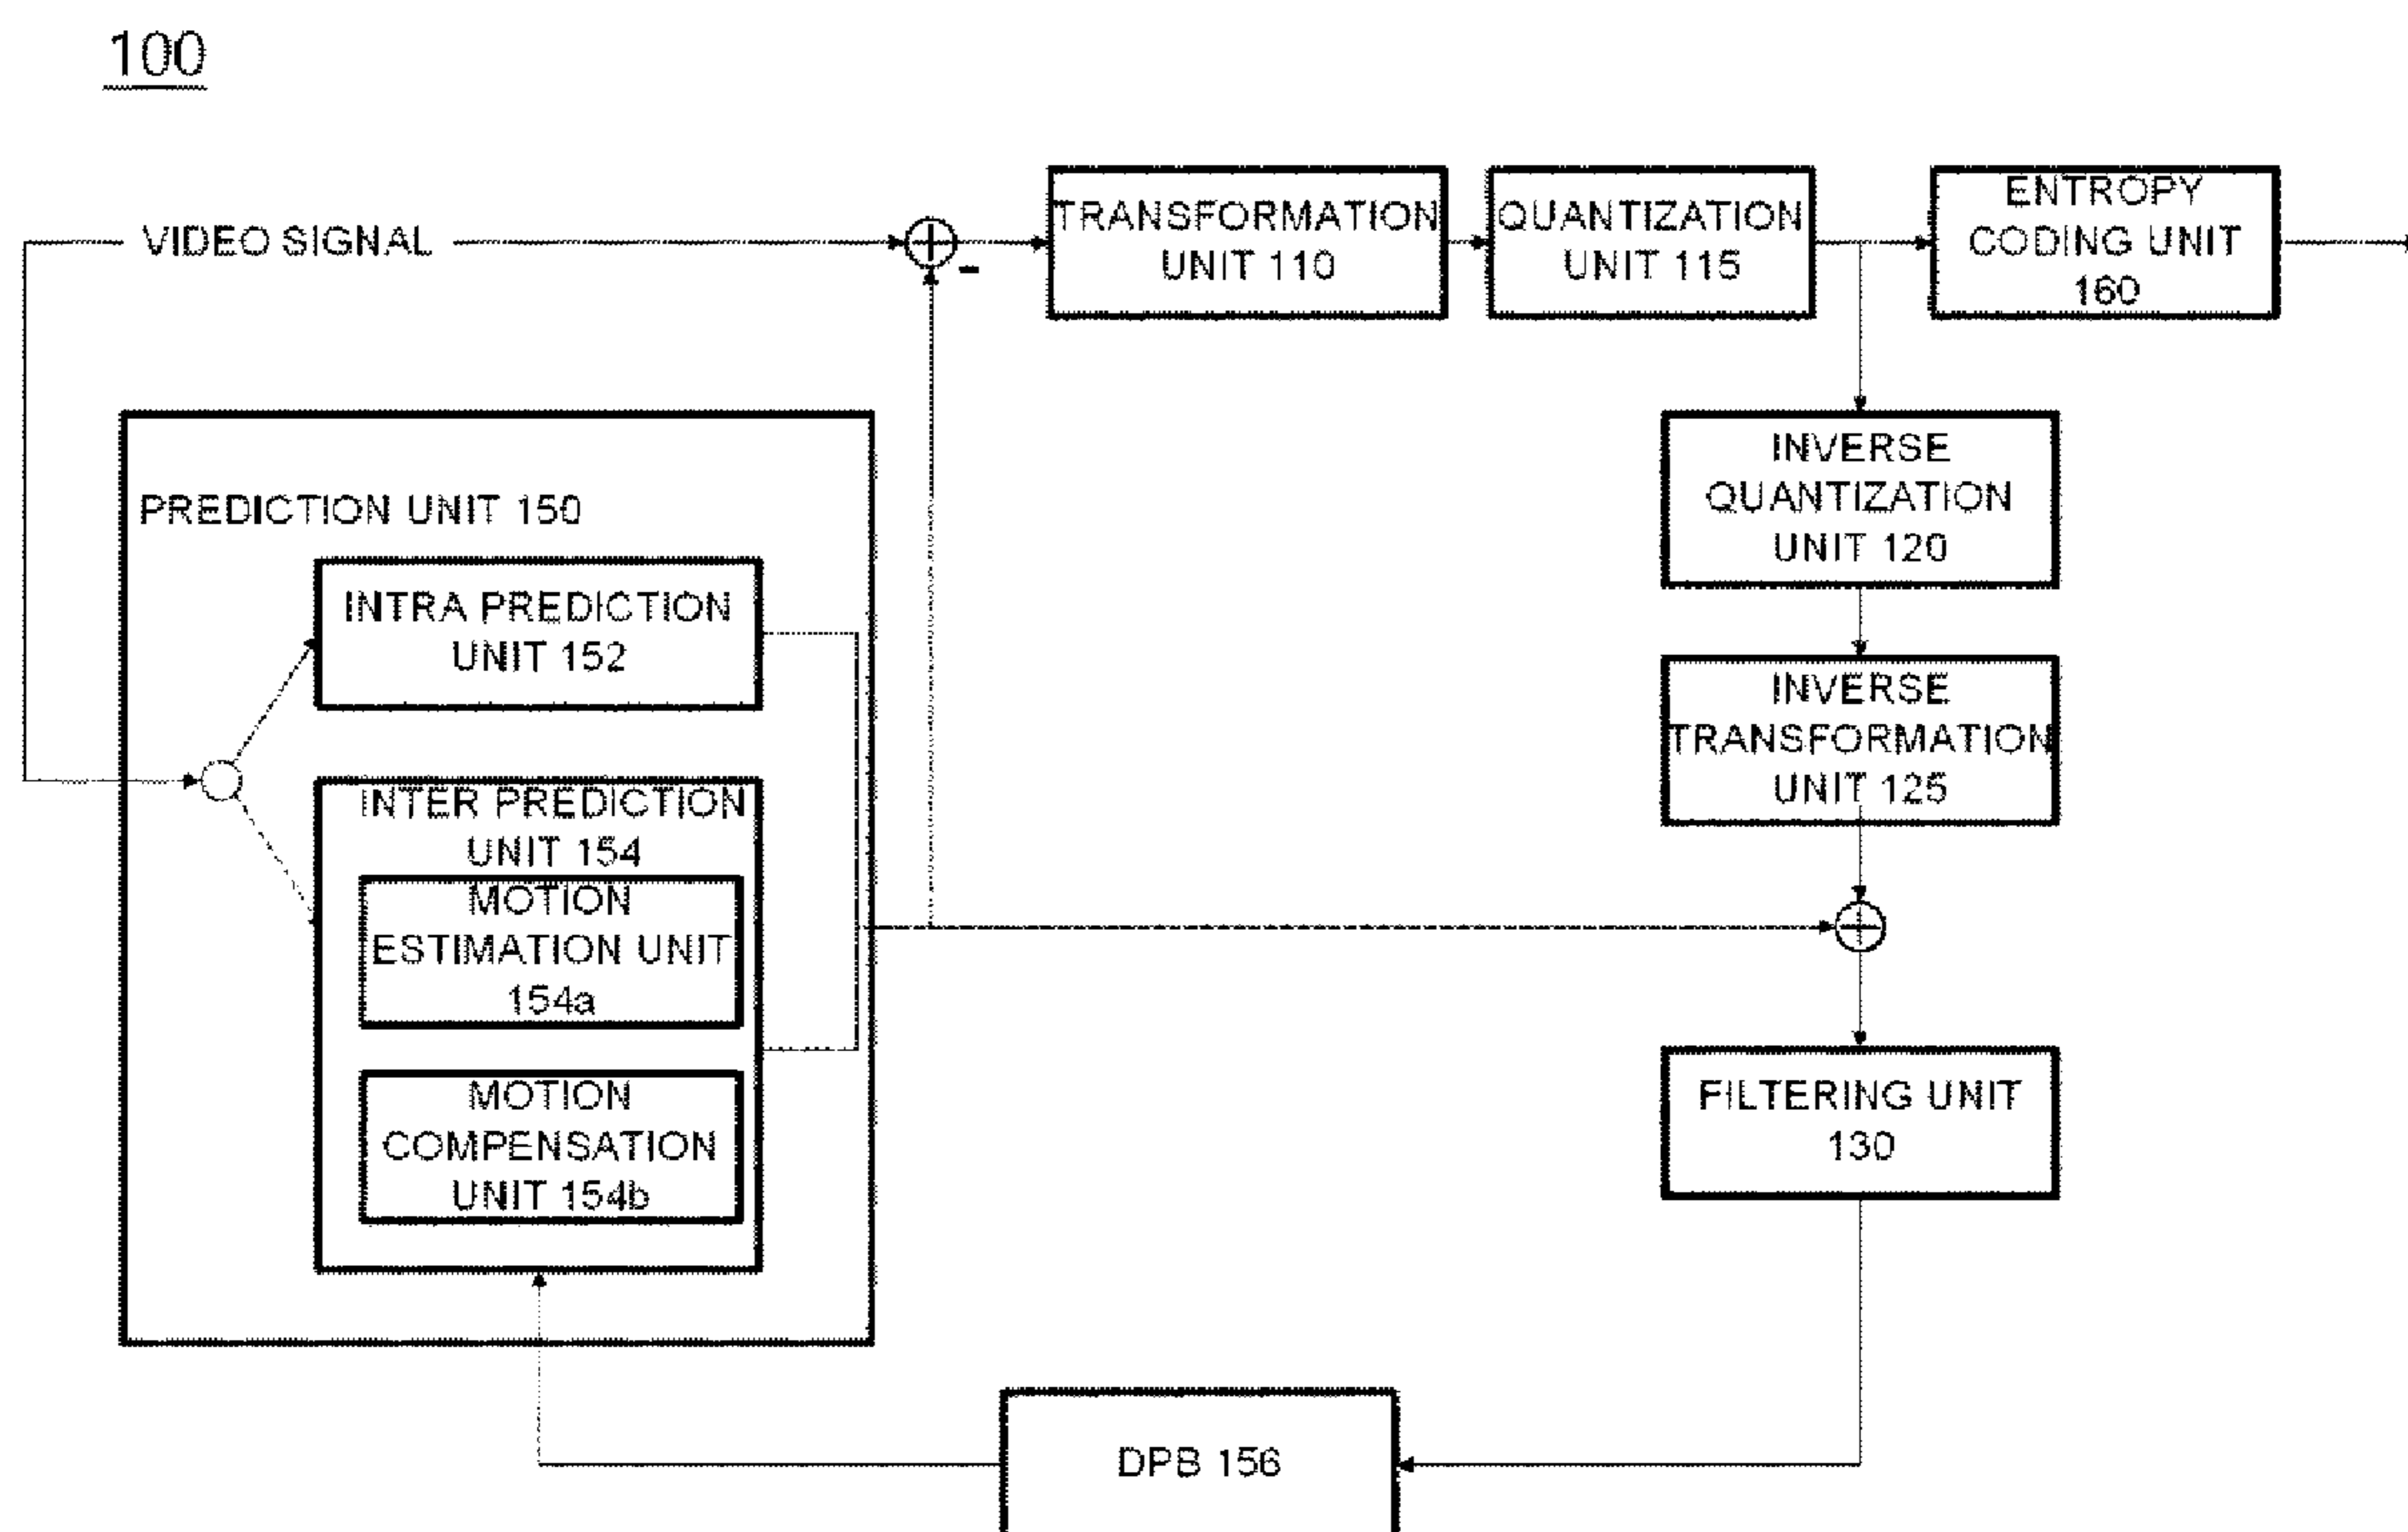 100
VIDEO SIGNAL
-
TRANSFORMATION
UNIT 110
QUANTIZATION
UNIT 115
ENTROPY
CODING UNIT
160
PREDICTION UNIT 150
INTRA PREDICTION
UNIT 152
INTER PREDICTION
UNIT 154
MOTION
ESTIMATION UNIT
154a
MOTION
COMPENSATION
UNIT 154b
INVERSE
QUANTIZATION
UNIT 120
INVERSE
TRANSFORMATION
UNIT 125
FILTERING UNIT
130
DPB 156